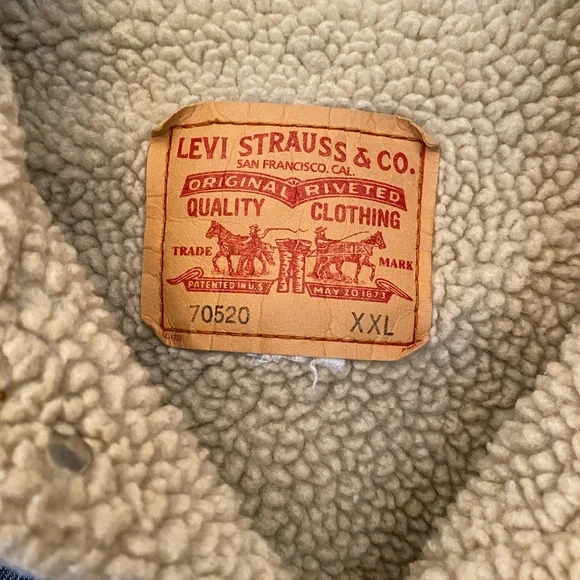 LEVI STRAUSS & CO.
SAN FRANCISCO, CAL.
ORIGINAL RIVETED
QUALITY CLOTHING
TRADE MARK
PATENTED IN U.S. MAY 20 1873
70520 XXL